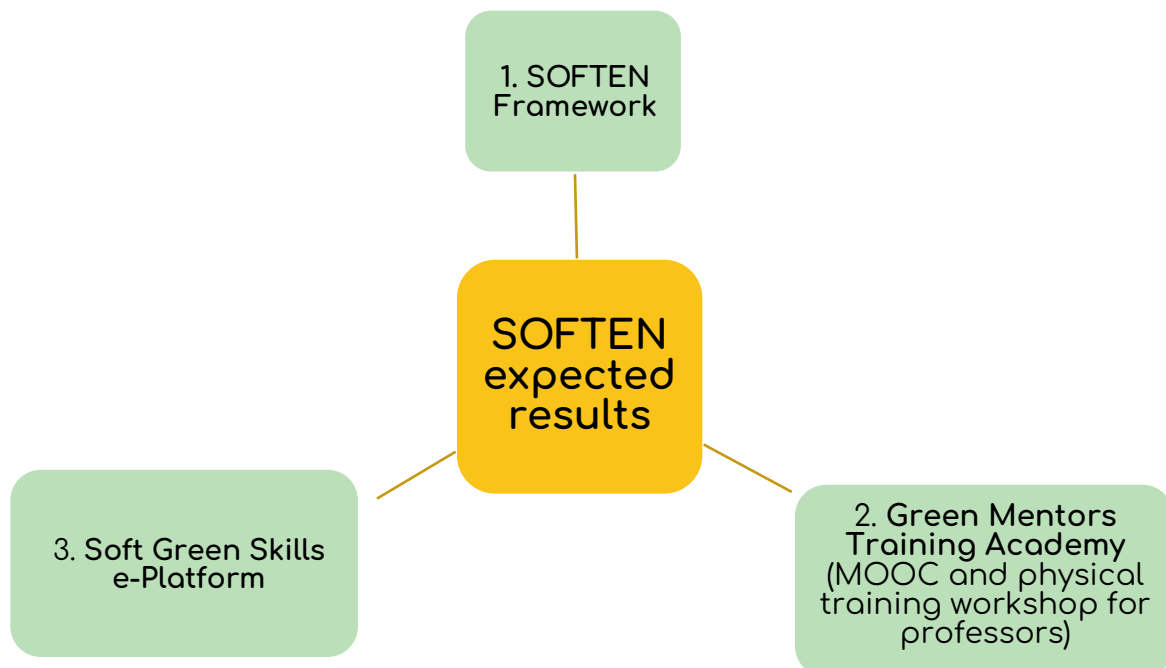 1. SOFTEN
Framework
SOFTEN
expected
results
2. Green Mentors
Training Academy
(MOOC and physical
training workshop for
professors)
3. Soft Green Skills
e-Platform